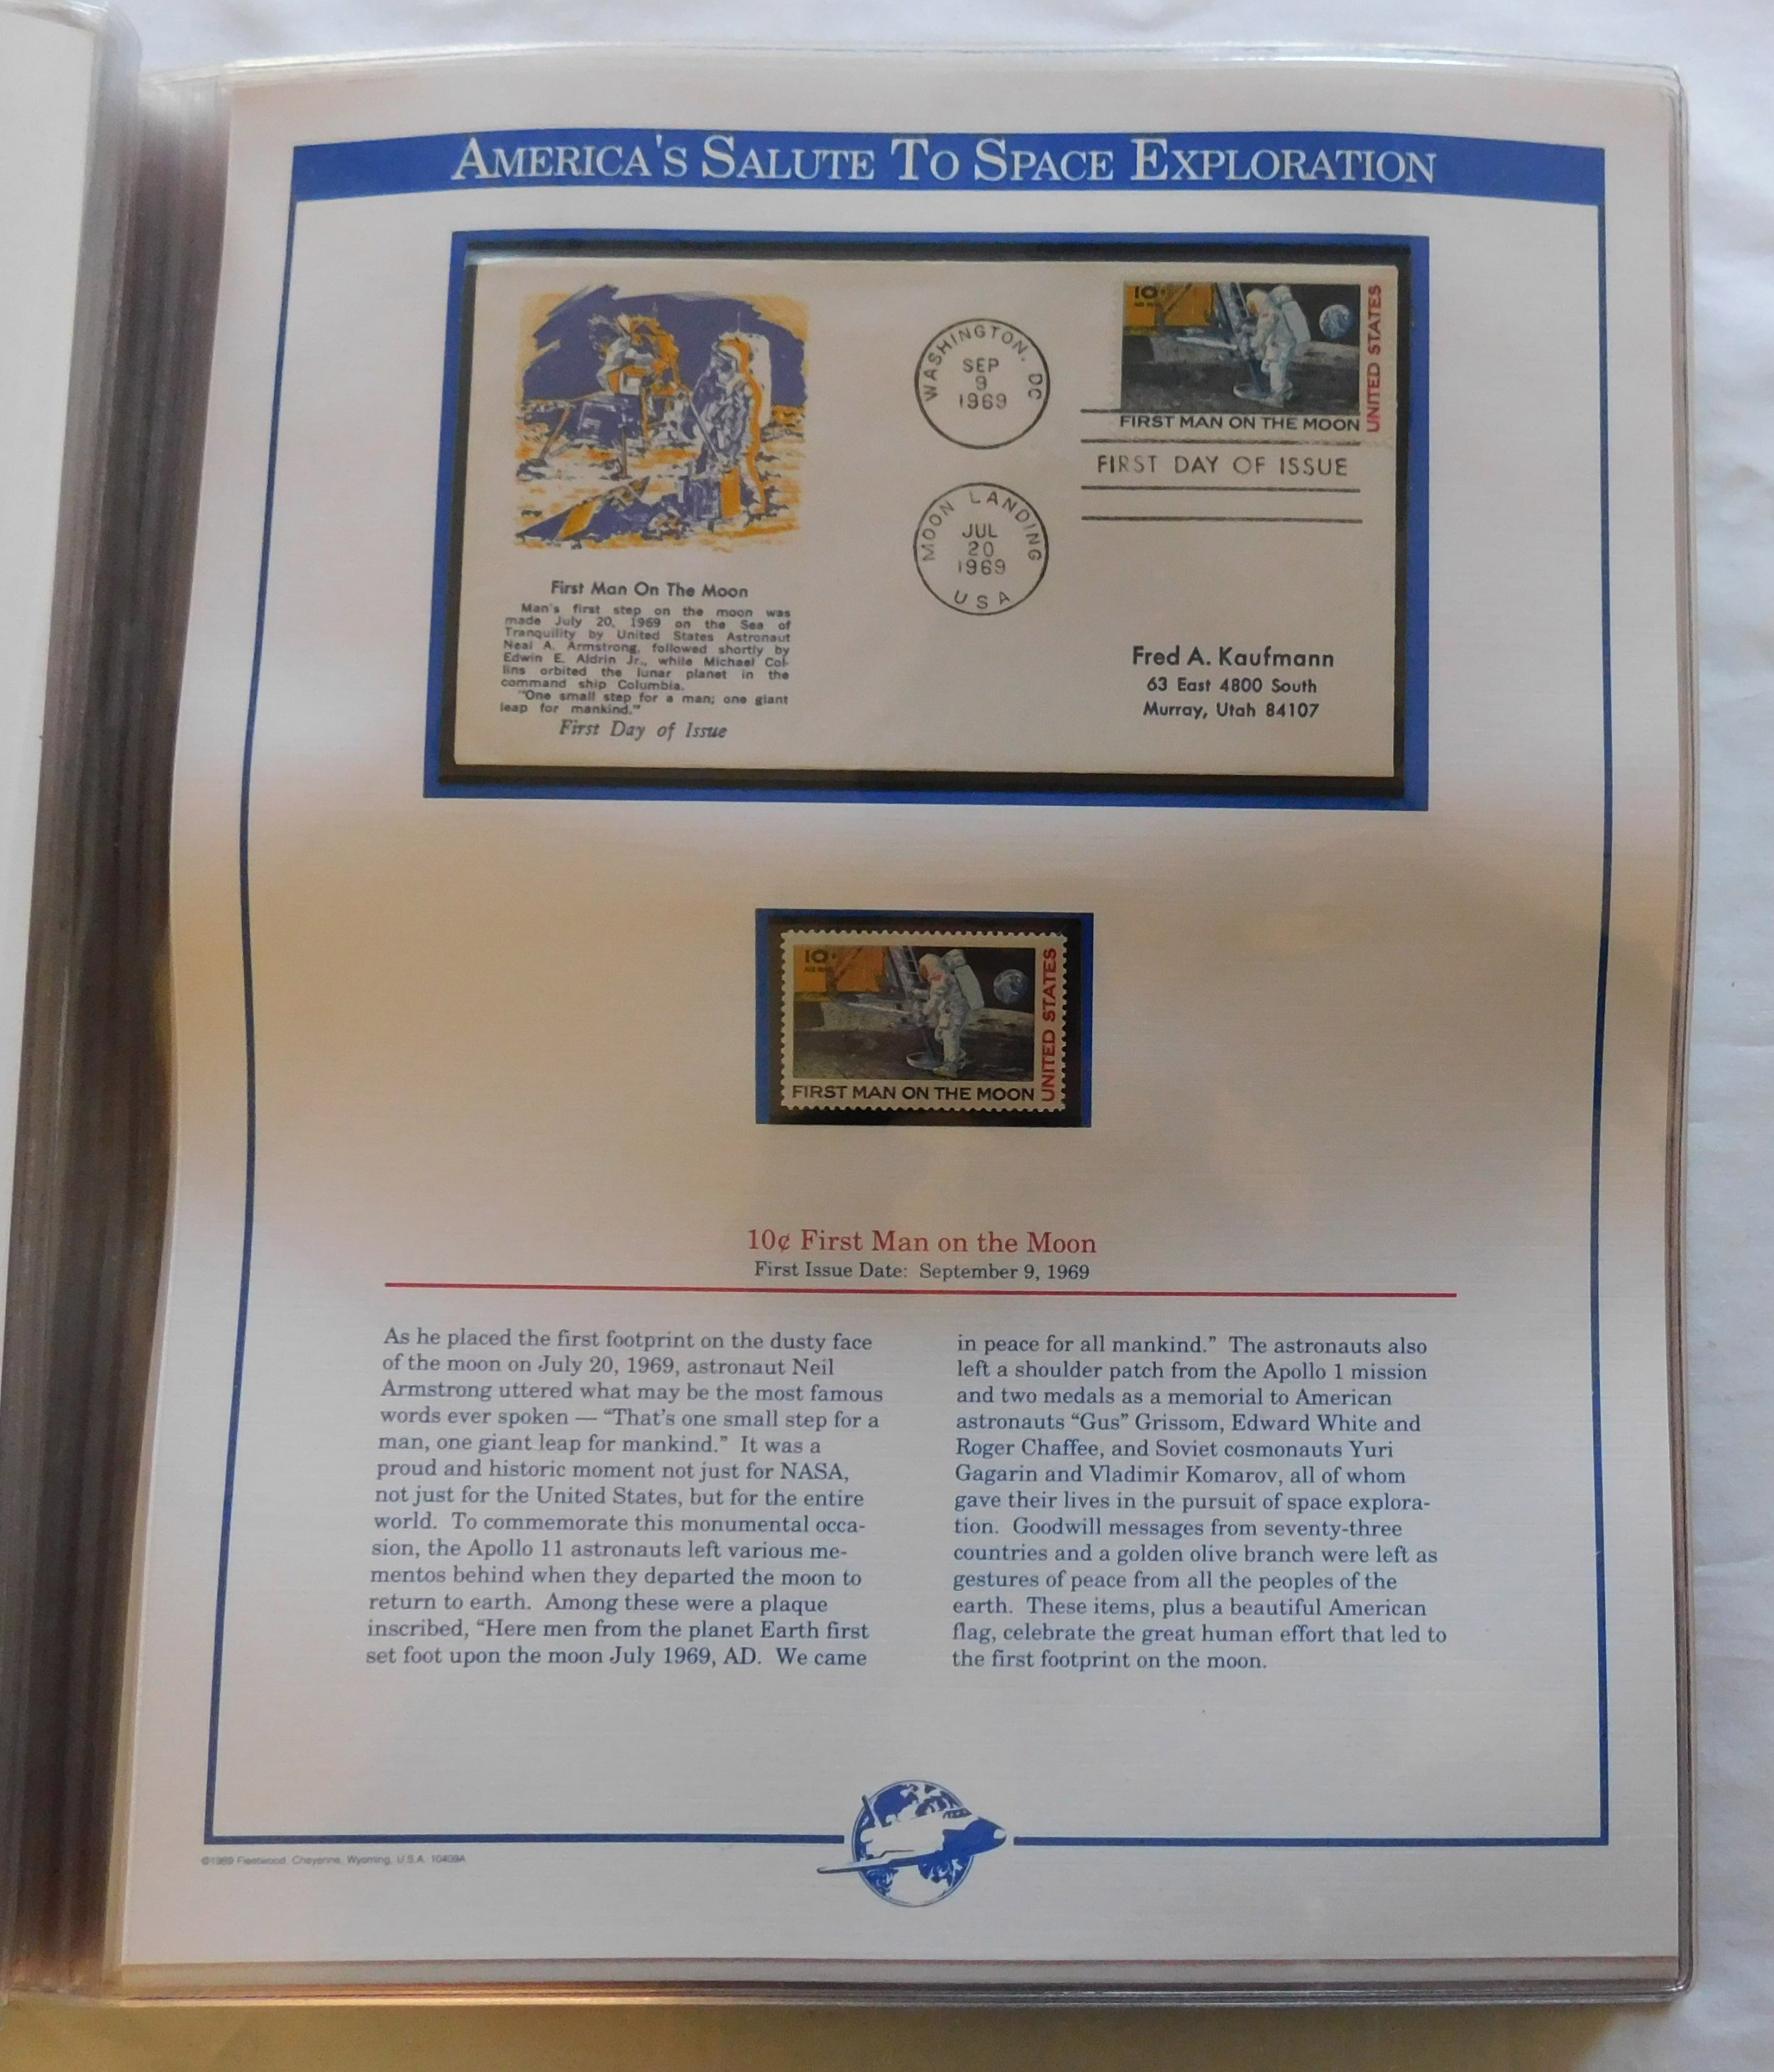 AMERICA'S SALUTE TO SPACE EXPLORATION
First Man On The Moon
Man's first step on the moon was
made July 20, 1969 on the Sea of
Tranquility by United States Astronaut
Neal A. Armstrong, followed shortly by
Edwin E. Aldrin Jr., while Michael Col-
lins orbited the lunar planet in the
command ship Columbia.
"One small step for a man; one giant
leap for mankind."
First Day of Issue
WASHINGTON, DC
SEP
9
1969
MOON LANDING
JUL
20
1969
USA
10¢
AIR MAIL
UNITED STATES
FIRST MAN ON THE MOON
FIRST DAY OF ISSUE
Fred A. Kaufmann
63 East 4800 South
Murray, Utah 84107
10¢
AIR MAIL
UNITED STATES
FIRST MAN ON THE MOON
10¢ First Man on the Moon
First Issue Date: September 9, 1969
As he placed the first footprint on the dusty face
of the moon on July 20, 1969, astronaut Neil
Armstrong uttered what may be the most famous
words ever spoken — “That's one small step for a
man, one giant leap for mankind.” It was a
proud and historic moment not just for NASA,
not just for the United States, but for the entire
world. To commemorate this monumental occa-
sion, the Apollo 11 astronauts left various me-
mentos behind when they departed the moon to
return to earth. Among these were a plaque
inscribed, “Here men from the planet Earth first
set foot upon the moon July 1969, AD. We came
in peace for all mankind.” The astronauts also
left a shoulder patch from the Apollo 1 mission
and two medals as a memorial to American
astronauts “Gus” Grissom, Edward White and
Roger Chaffee, and Soviet cosmonauts Yuri
Gagarin and Vladimir Komarov, all of whom
gave their lives in the pursuit of space explora-
tion. Goodwill messages from seventy-three
countries and a golden olive branch were left as
gestures of peace from all the peoples of the
earth. These items, plus a beautiful American
flag, celebrate the great human effort that led to
the first footprint on the moon.
©1989 Fleetwood, Cheyenne, Wyoming, U.S.A. 10409A